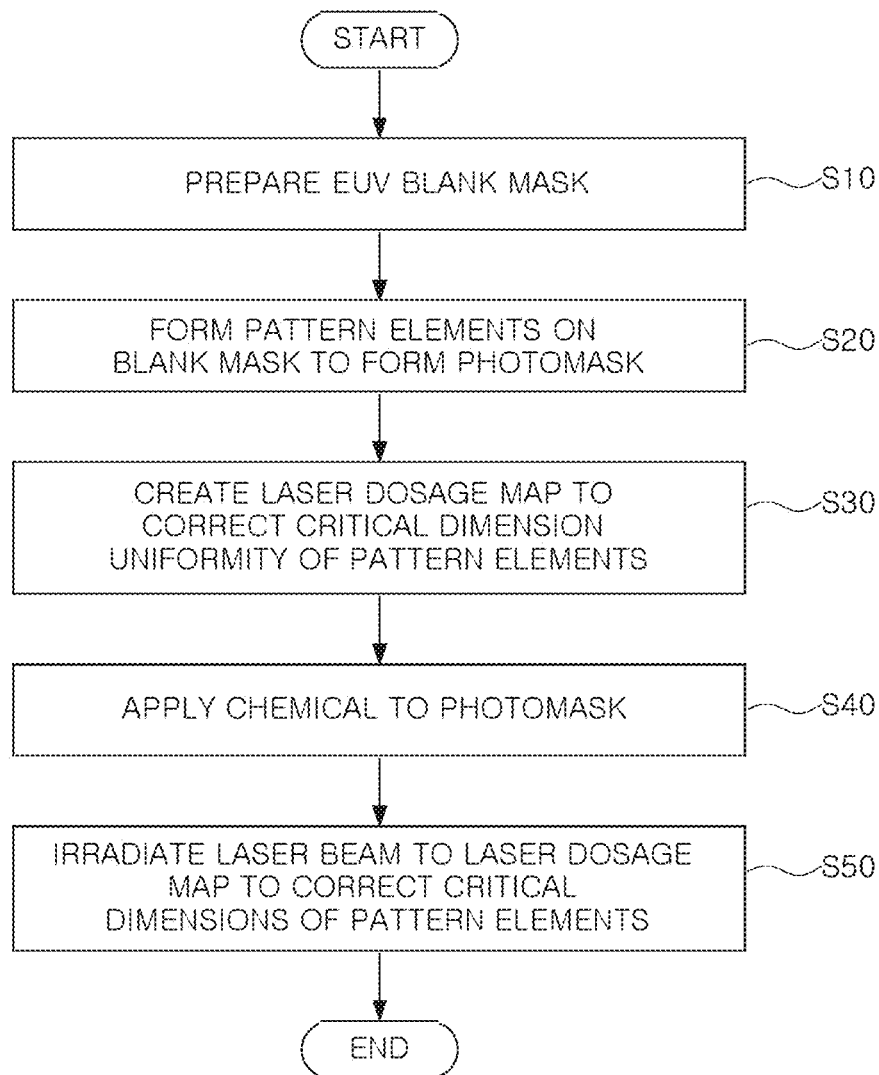 START
PREPARE EUV BLANK MASK
S10
FORM PATTERN ELEMENTS ON
BLANK MASK TO FORM PHOTOMASK
S20
CREATE LASER DOSAGE MAP TO
CORRECT CRITICAL DIMENSION
UNIFORMITY OF PATTERN ELEMENTS
S30
APPLY CHEMICAL TO PHOTOMASK
S40
IRRADIATE LASER BEAM TO LASER DOSAGE
MAP TO CORRECT CRITICAL
DIMENSIONS OF PATTERN ELEMENTS
S50
END